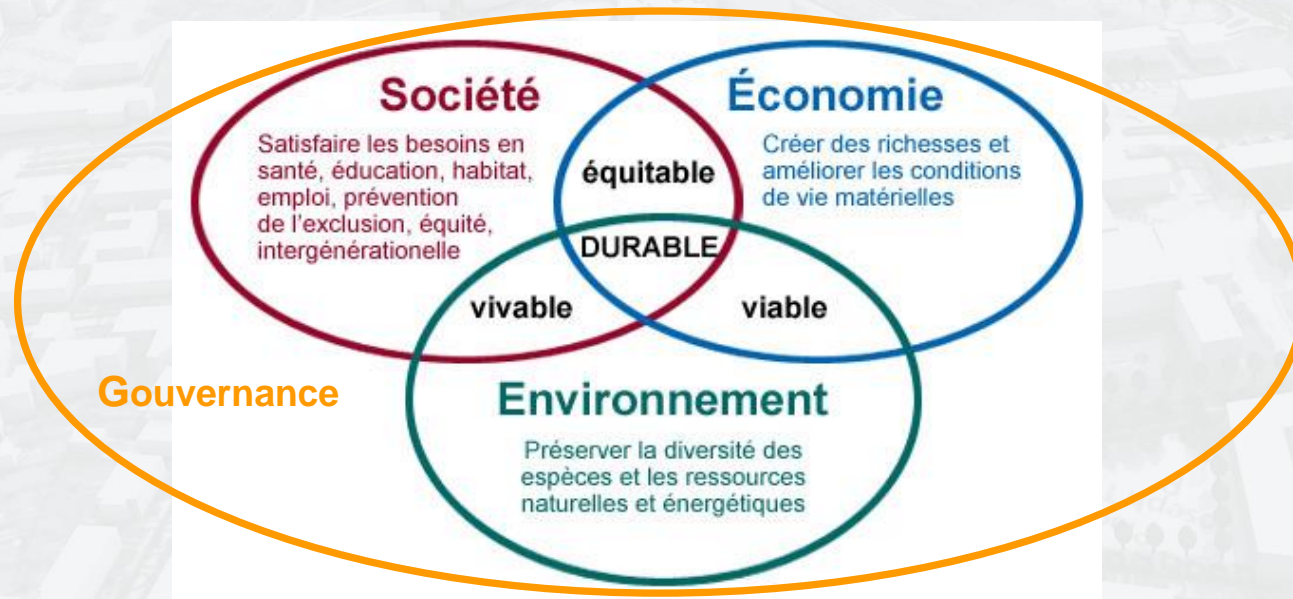 Société
Satisfaire les besoins en
santé, éducation, habitat,
emploi, prévention
de l'exclusion, équité,
intergénérationelle
Économie
Créer des richesses et
améliorer les conditions
de vie matérielles
équitable
DURABLE
vivable
viable
Gouvernance
Environnement
Préserver la diversité des
espèces et les ressources
naturelles et énergétiques